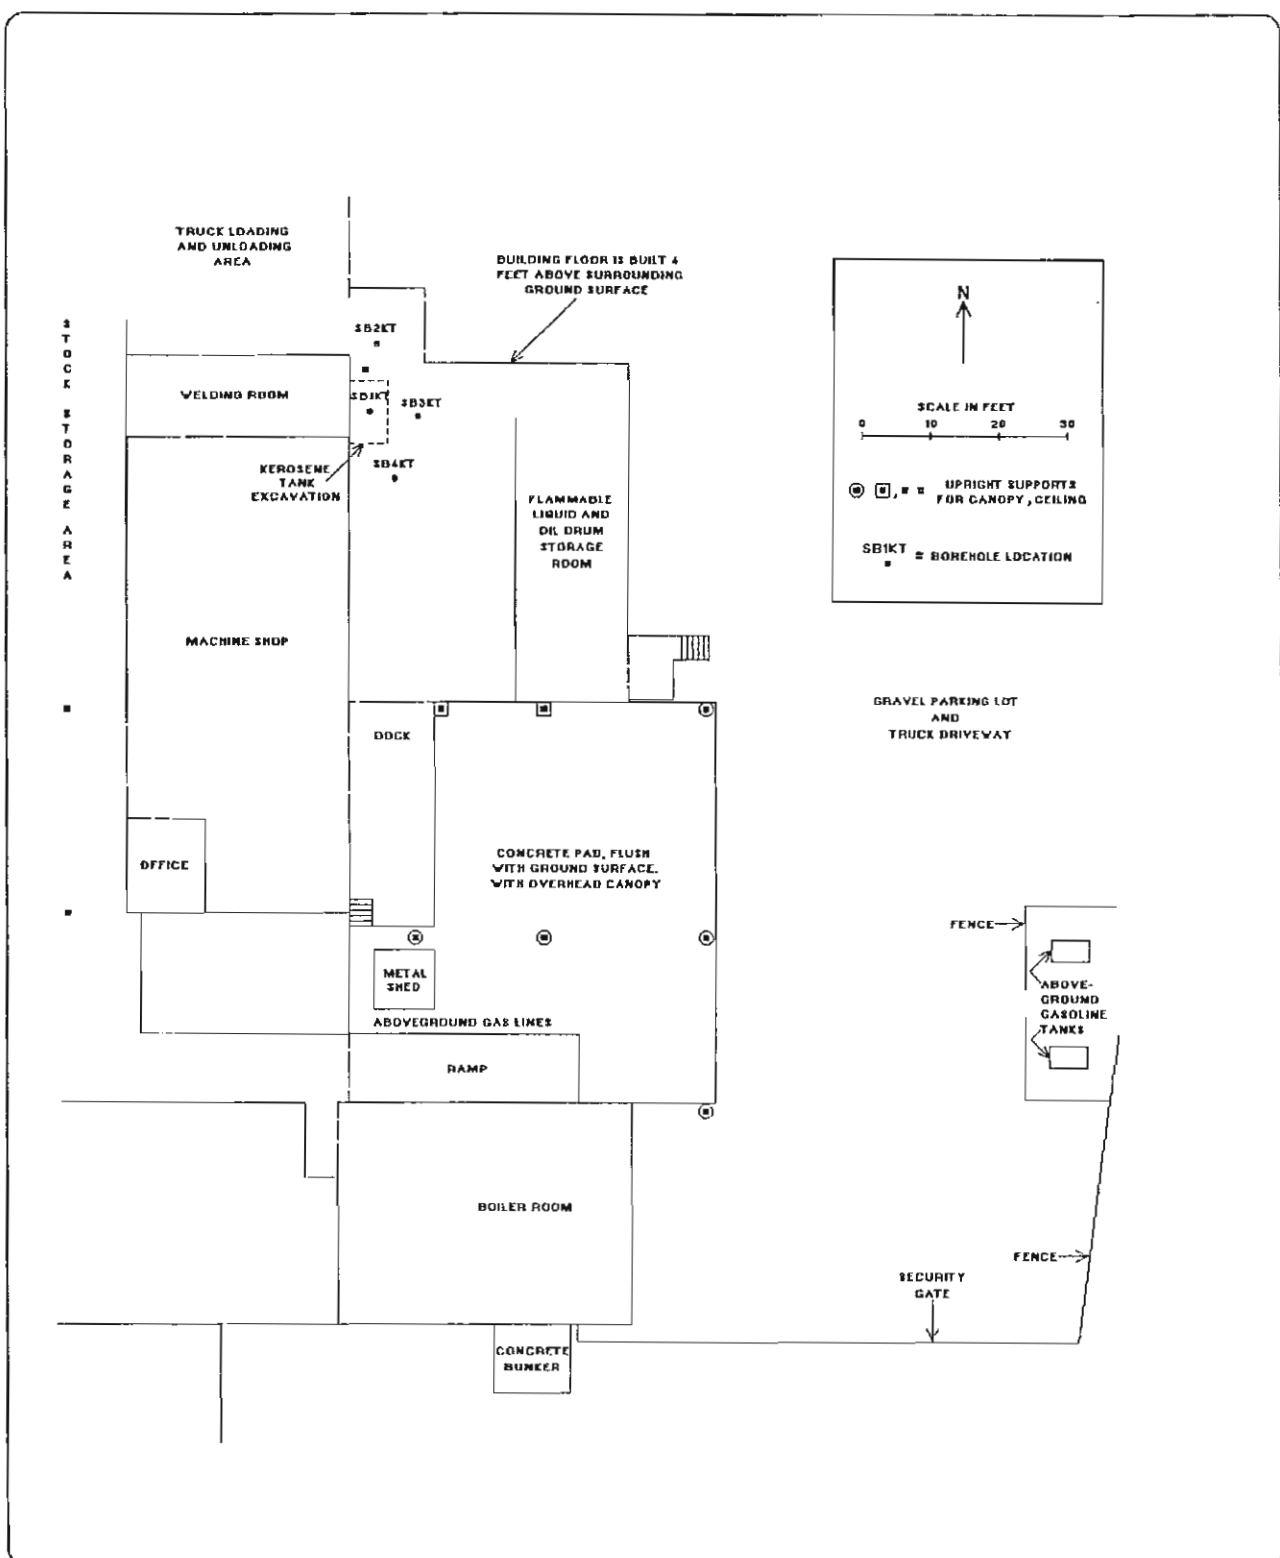 TRUCK LOADING
AND UNLOADING
AREA
BUILDING FLOOR IS BUILT 4
FEET ABOVE SURROUNDING
GROUND SURFACE
N
SCALE IN FEET
0 10 20 30
UPRIGHT SUPPORTS
FOR CANOPY, CEILING
SB1KT = BOREHOLE LOCATION
STOCK STORAGE AREA
SB2KT
WELDING ROOM
SB1KT
SB3KT
KEROSENE
TANK
EXCAVATION
SB4KT
FLAMMABLE
LIQUID AND
OIL DRUM
STORAGE
ROOM
MACHINE SHOP
GRAVEL PARKING LOT
AND
TRUCK DRIVEWAY
DOCK
OFFICE
CONCRETE PAD, FLUSH
WITH GROUND SURFACE.
WITH OVERHEAD CANOPY
FENCE
METAL
SHED
ABOVE-
GROUND
GASOLINE
TANKS
ABOVEGROUND GAS LINES
RAMP
BOILER ROOM
FENCE
SECURITY
GATE
CONCRETE
BUNKER